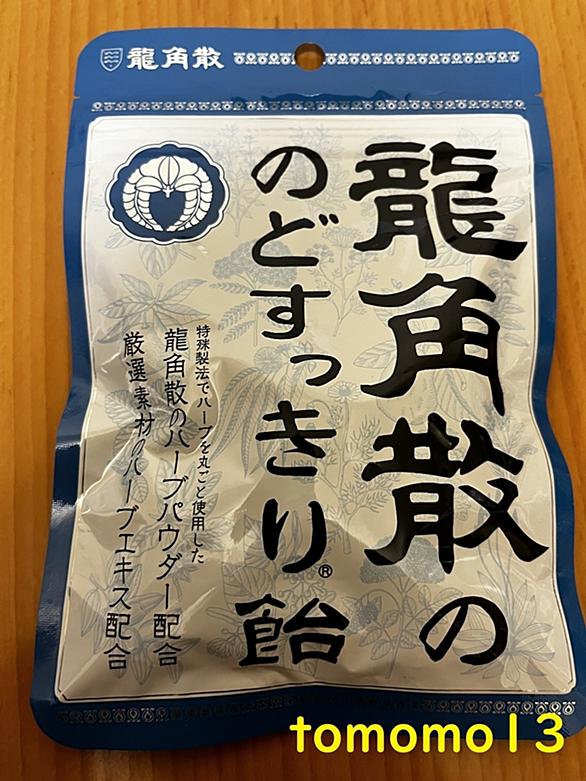 龍角散
龍角散の
のどすっきり®飴
特殊製法でハーブを丸ごと使用した
龍角散のハーブパウダー配合
厳選素材のハーブエキス配合
tomomo13